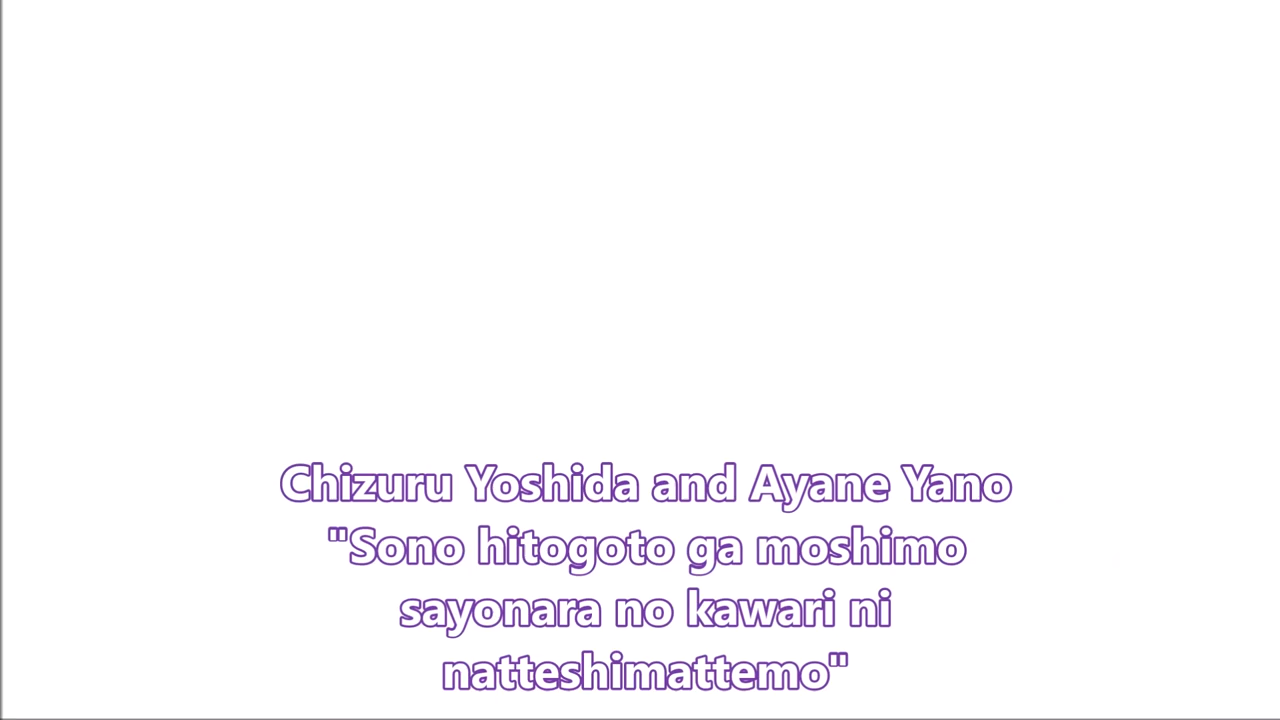 Chizuru Yoshida and Ayane Yano
"Sono hitogoto ga moshimo
sayonara no kawari ni
natteshimattemo"